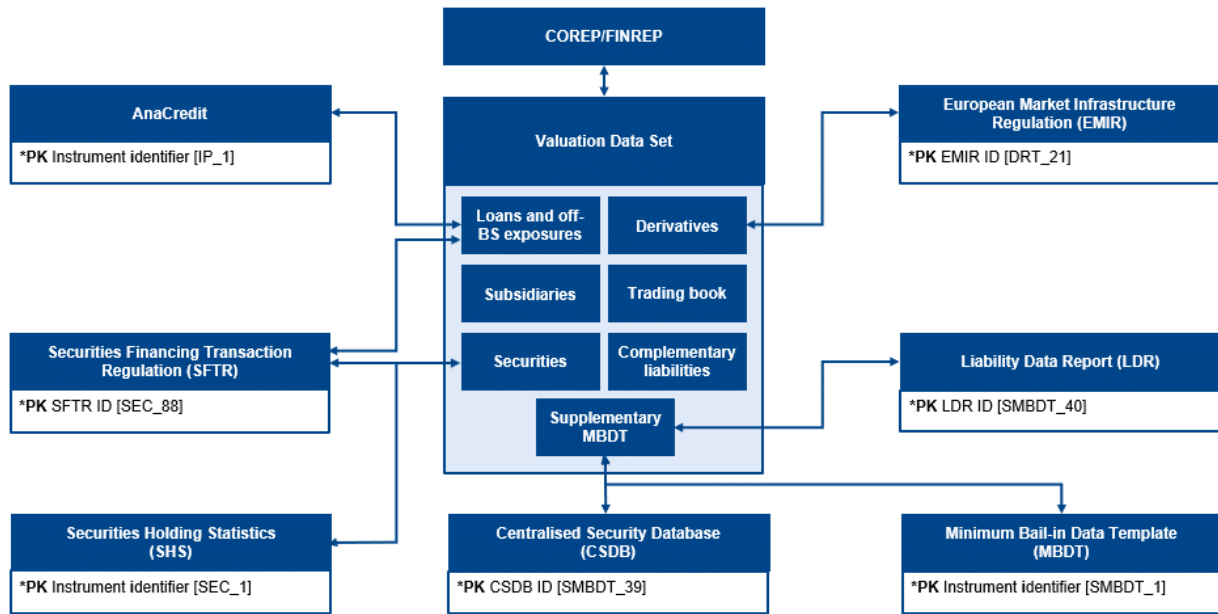 COREP/FINREP
AnaCredit
*PK Instrument identifier [IP_1]
Valuation Data Set
European Market Infrastructure
Regulation (EMIR)
*PK EMIR ID [DRT_21]
Loans and off-
BS exposures
Derivatives
Subsidiaries
Trading book
Securities
Complementary
liabilities
Supplementary
MBDT
Securities Financing Transaction
Regulation (SFTR)
*PK SFTR ID [SEC_88]
Liability Data Report (LDR)
*PK LDR ID [SMBDT_40]
Securities Holding Statistics
(SHS)
*PK Instrument identifier [SEC_1]
Centralised Security Database
(CSDB)
*PK CSDB ID [SMBDT_39]
Minimum Bail-in Data Template
(MBDT)
*PK Instrument identifier [SMBDT_1]